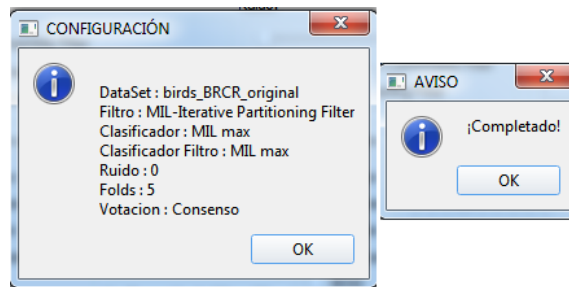 CONFIGURACIÓN
DataSet : birds_BRCR_original
Filtro : MIL-Iterative Partitioning Filter
Clasificador : MIL max
Clasificador Filtro : MIL max
Ruido : 0
Folds : 5
Votacion : Consenso
OK
AVISO
¡Completado!
OK